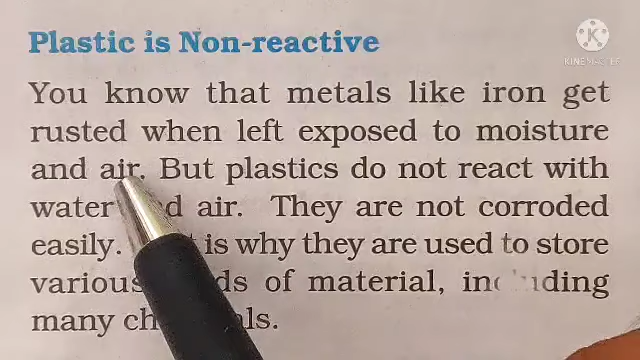 Plastic is Non-reactive
KINEMASTER
You know that metals like iron get
rusted when left exposed to moisture
and air. But plastics do not react with
water air. They are not corroded
easily. is why they are used to store
various of material, including
many